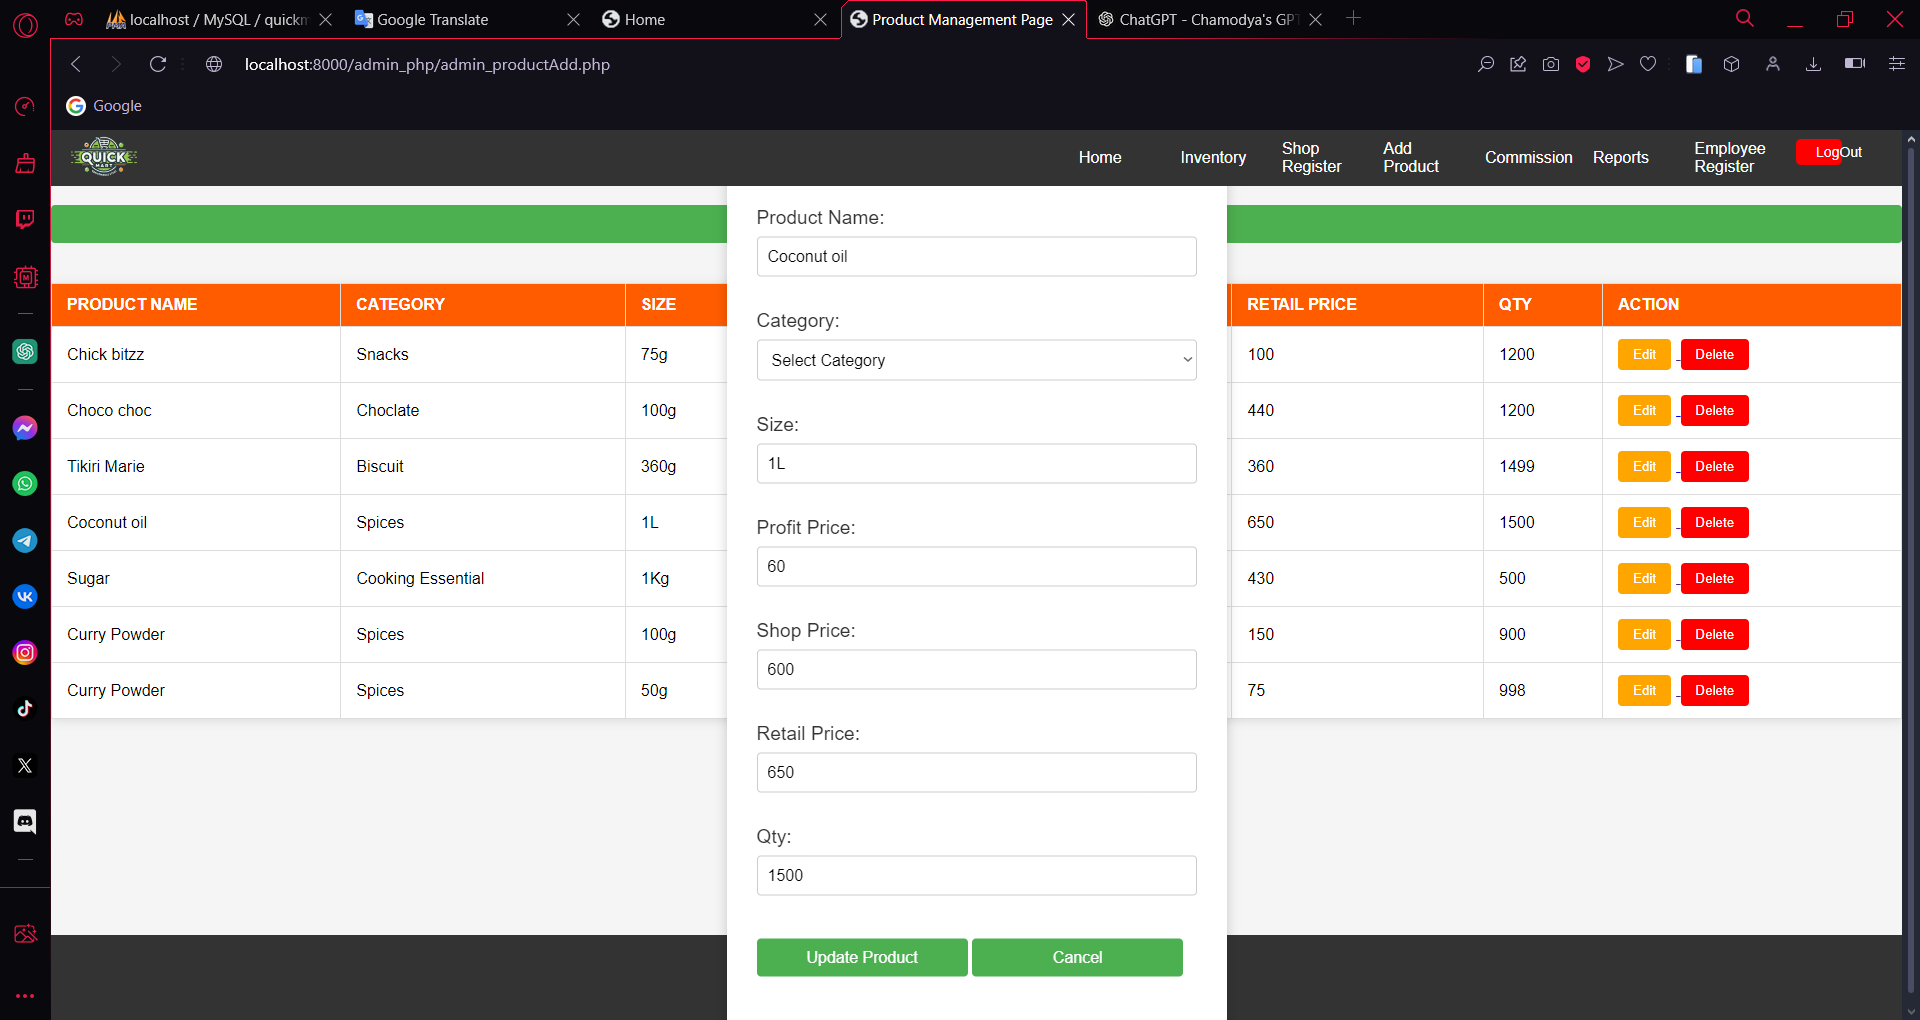 localhost / MySQL / quickm
Google Translate
Home
Product Management Page
ChatGPT - Chamodya's GPT
localhost:8000/admin_php/admin_productAdd.php
Google
QUICK
MART
Home
Inventory
Shop Register
Add Product
Commission
Reports
Employee Register
LogOut
Product Name:
Coconut oil
Category:
Select Category
Size:
1L
Profit Price:
60
Shop Price:
600
Retail Price:
650
Qty:
1500
Update Product Cancel
PRODUCT NAME CATEGORY SIZE RETAIL PRICE QTY ACTION
Chick bitzz Snacks 75g 100 1200 Edit Delete
Choco choc Choclate 100g 440 1200 Edit Delete
Tikiri Marie Biscuit 360g 360 1499 Edit Delete
Coconut oil Spices 1L 650 1500 Edit Delete
Sugar Cooking Essential 1Kg 430 500 Edit Delete
Curry Powder Spices 100g 150 900 Edit Delete
Curry Powder Spices 50g 75 998 Edit Delete